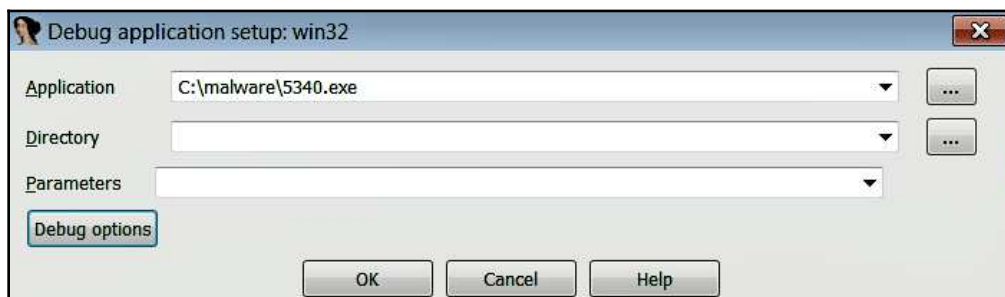 Debug application setup: win32
Application C:\malware\5340.exe ...
Directory ...
Parameters
Debug options
OK Cancel Help